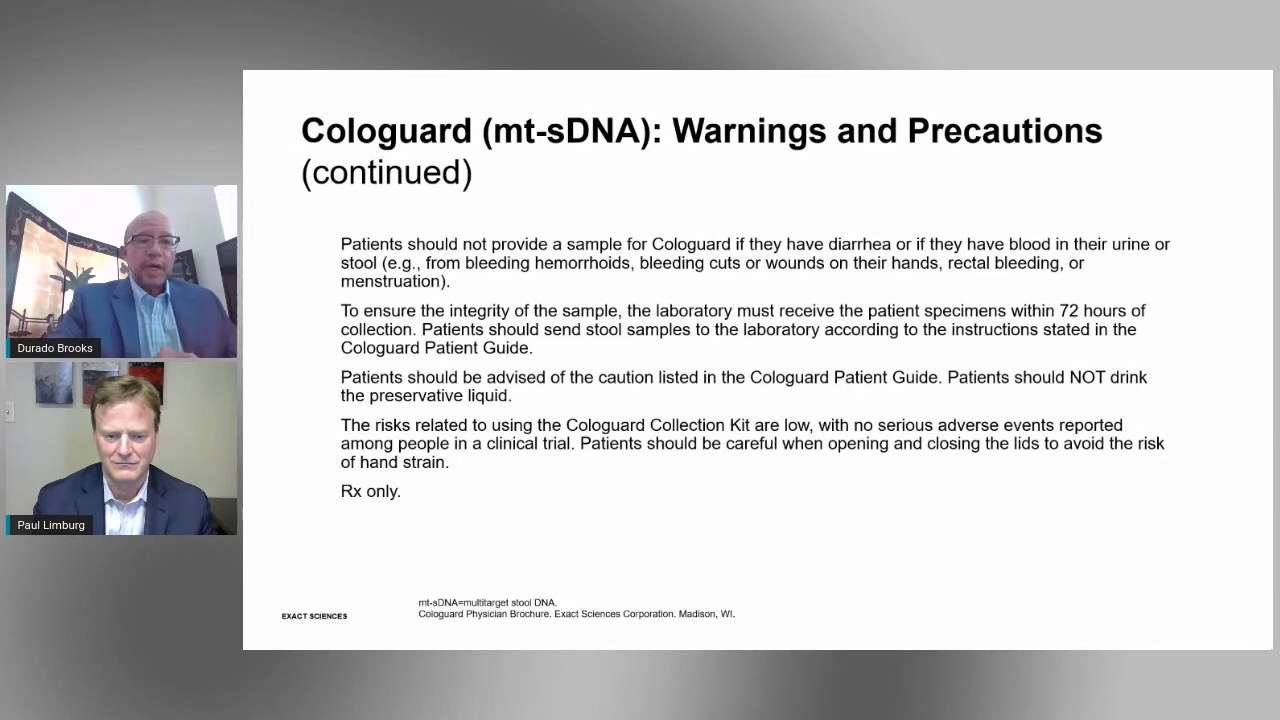 Cologuard (mt-sDNA): Warnings and Precautions
(continued)
Patients should not provide a sample for Cologuard if they have diarrhea or if they have blood in their urine or
stool (e.g., from bleeding hemorrhoids, bleeding cuts or wounds on their hands, rectal bleeding, or
menstruation).
To ensure the integrity of the sample, the laboratory must receive the patient specimens within 72 hours of
collection. Patients should send stool samples to the laboratory according to the instructions stated in the
Cologuard Patient Guide.
Patients should be advised of the caution listed in the Cologuard Patient Guide. Patients should NOT drink
the preservative liquid.
The risks related to using the Cologuard Collection Kit are low, with no serious adverse events reported
among people in a clinical trial. Patients should be careful when opening and closing the lids to avoid the risk
of hand strain.
Rx only.
mt-sDNA=multitarget stool DNA.
Cologuard Physician Brochure. Exact Sciences Corporation. Madison, WI.
EXACT SCIENCES
Durado Brooks
Paul Limburg